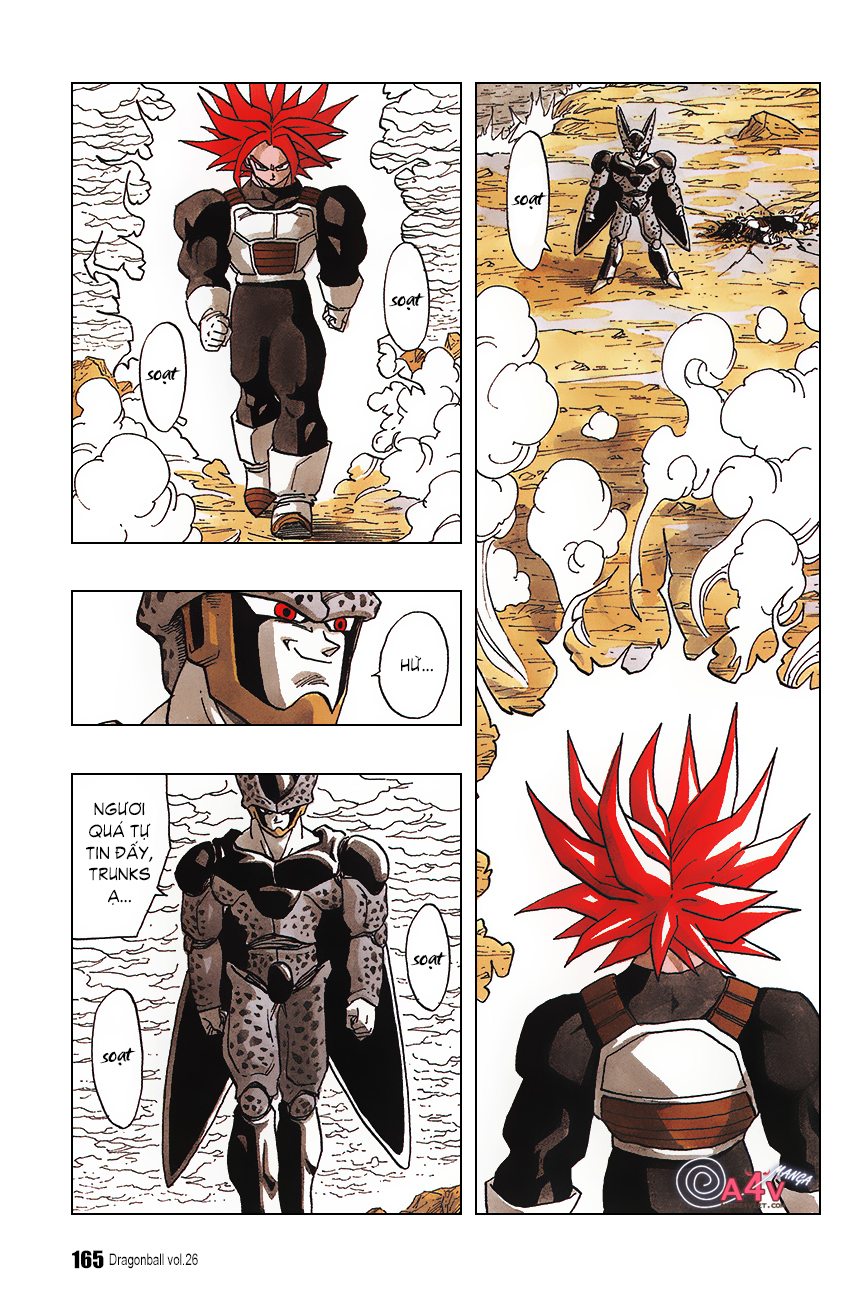 soạt
soạt
soạt
HỪ...
NGƯƠI
QUÁ TỰ
TIN ĐẤY,
TRUNKS
Ạ...
soạt
soạt
A4V
MANGA
165 Dragonball vol.26